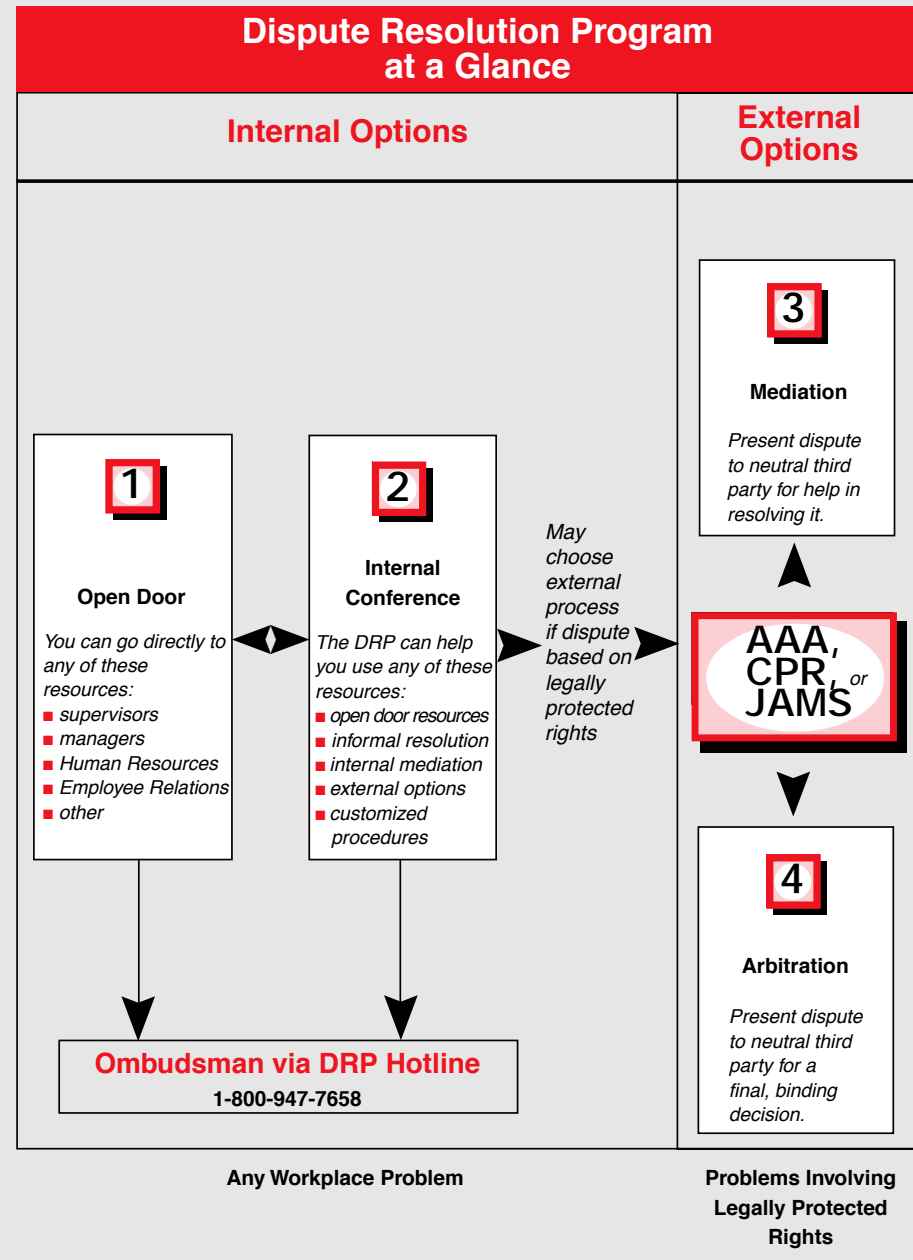 Dispute Resolution Program
at a Glance
Internal Options
External
Options
1
Open Door
You can go directly to
any of these
resources:
■ supervisors
■ managers
■ Human Resources
■ Employee Relations
■ other
2
Internal
Conference
The DRP can help
you use any of these
resources:
■ open door resources
■ informal resolution
■ internal mediation
■ external options
■ customized
procedures
May
choose
external
process
if dispute
based on
legally
protected
rights
3
Mediation
Present dispute
to neutral third
party for help in
resolving it.
AAA,
CPR, or
JAMS
4
Arbitration
Present dispute
to neutral third
party for a
final, binding
decision.
Ombudsman via DRP Hotline
1-800-947-7658
Any Workplace Problem
Problems Involving
Legally Protected
Rights